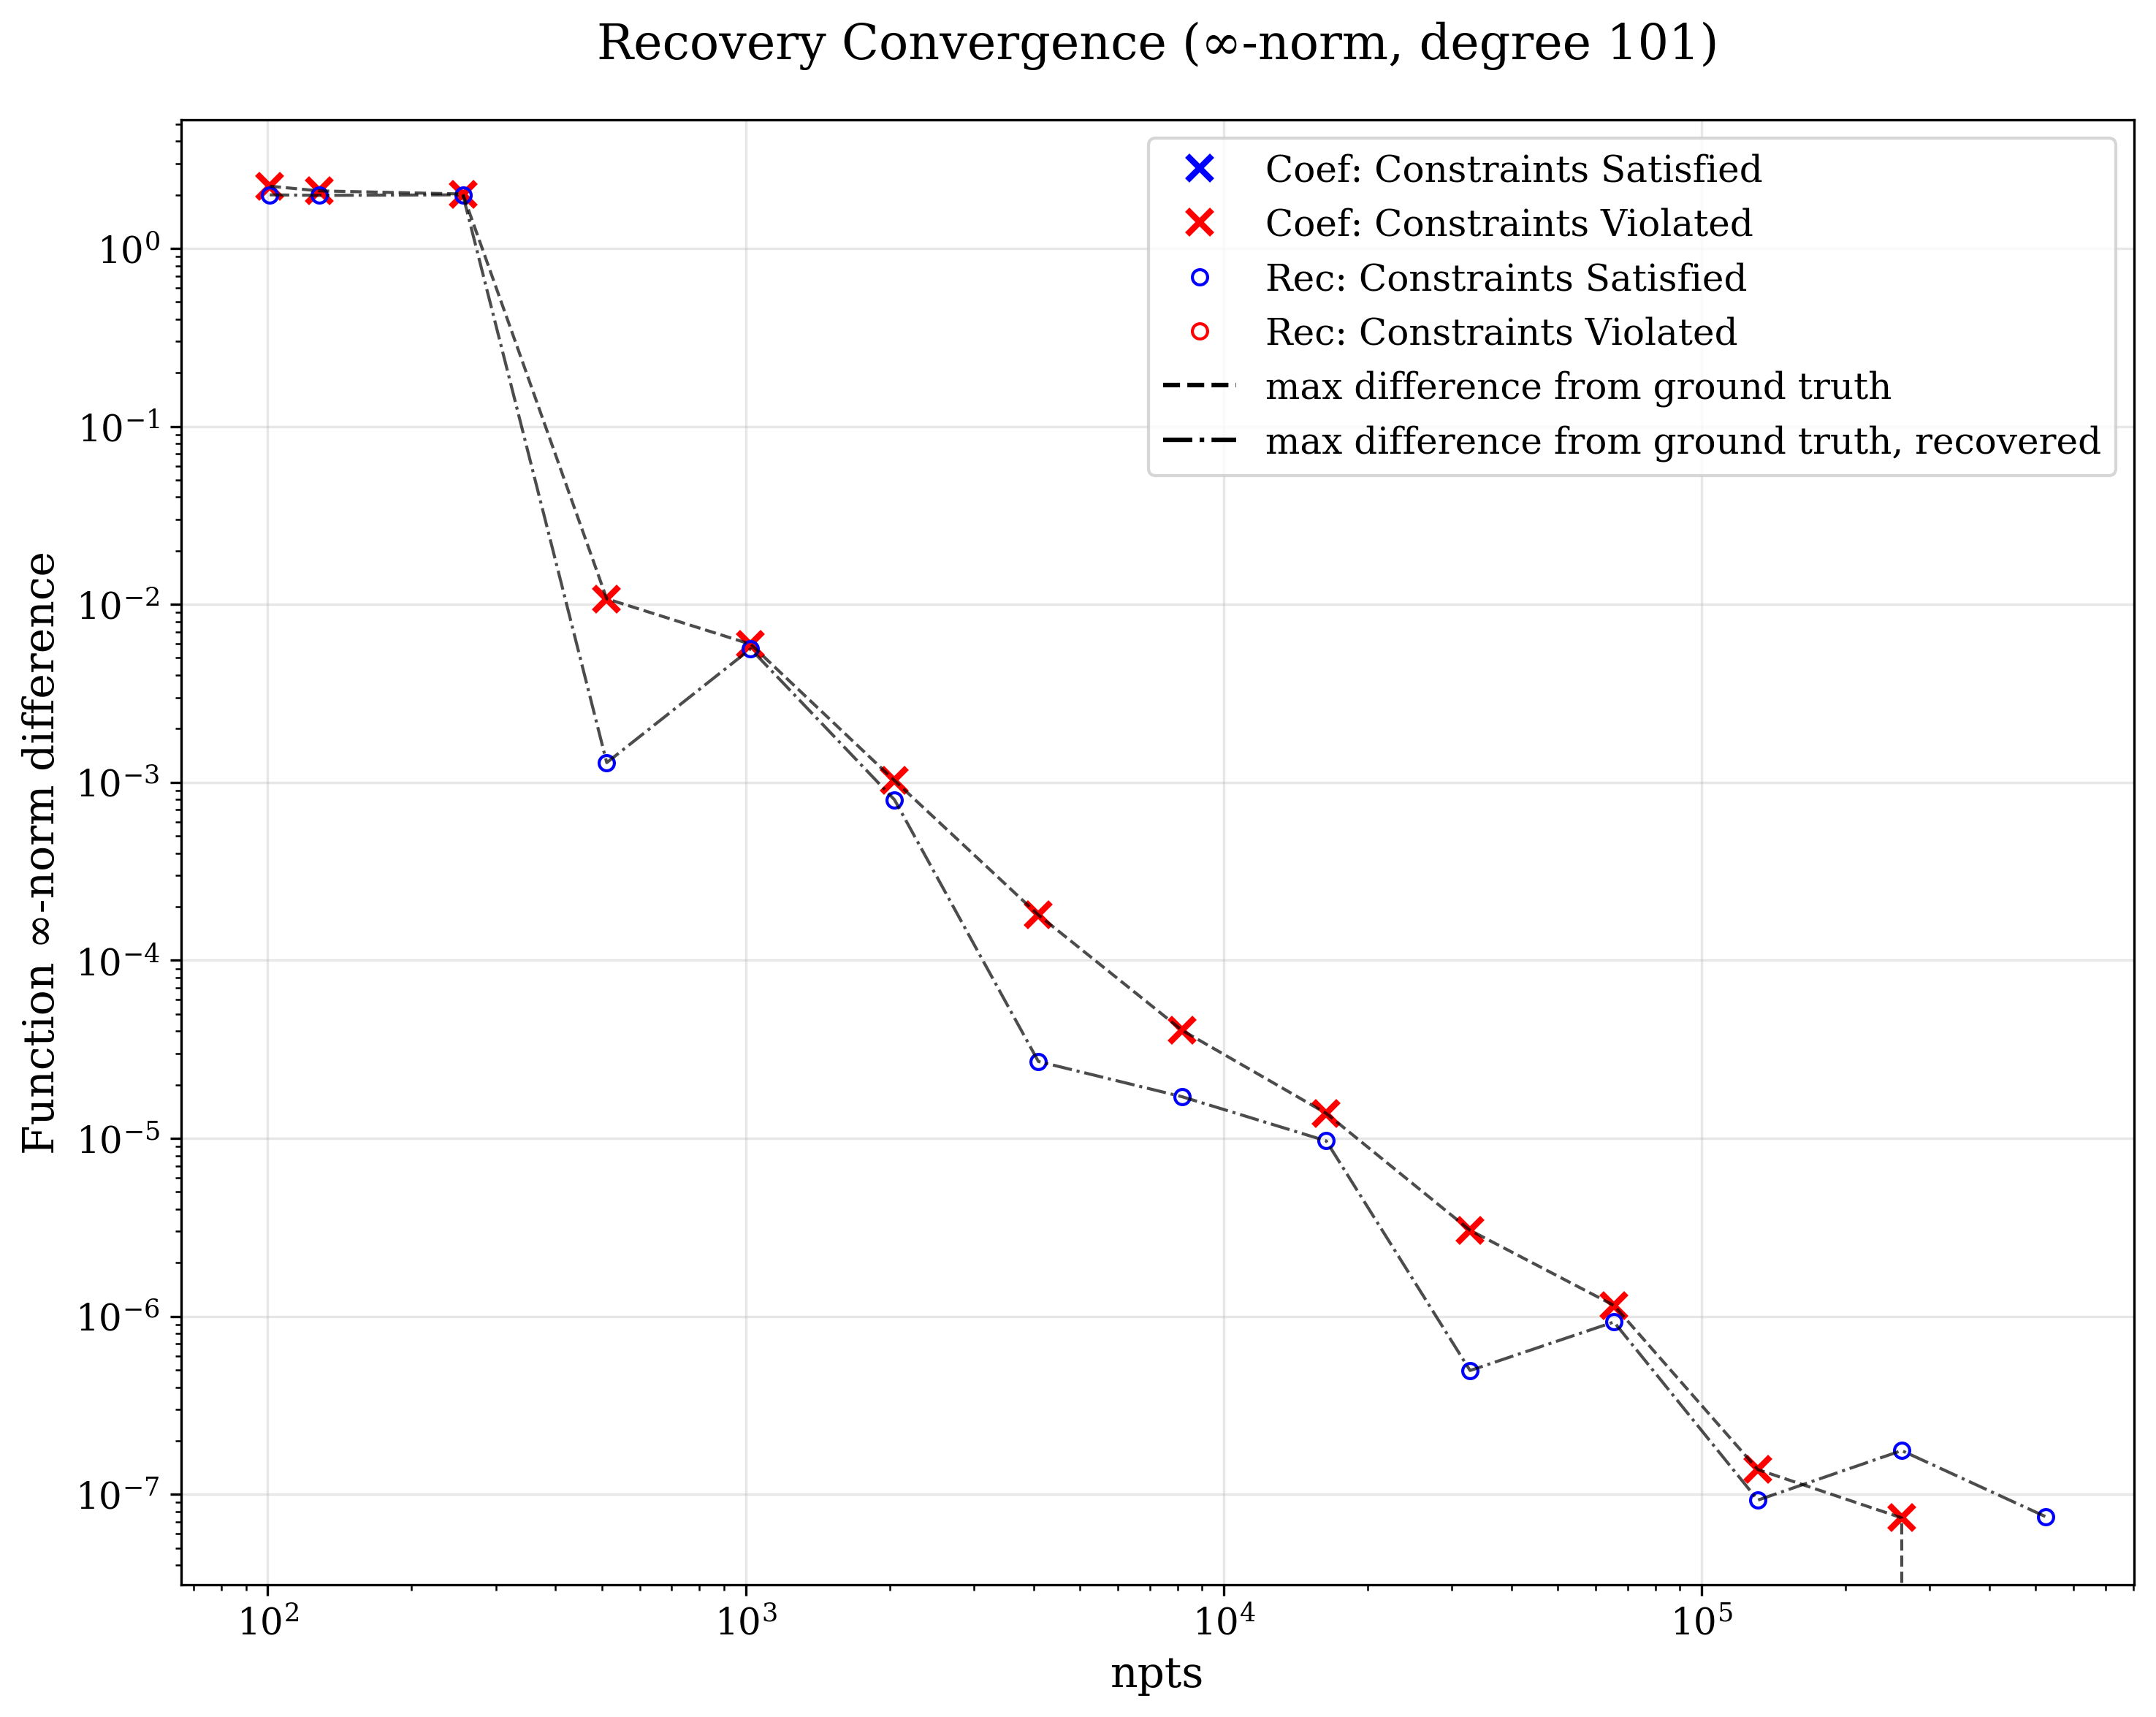 Recovery Convergence (∞-norm, degree 101)
Coef: Constraints Satisfied
Coef: Constraints Violated
Rec: Constraints Satisfied
Rec: Constraints Violated
max difference from ground truth
max difference from ground truth, recovered
Function ∞-norm difference
10⁰
10⁻¹
10⁻²
10⁻³
10⁻⁴
10⁻⁵
10⁻⁶
10⁻⁷
10² 10³ 10⁴ 10⁵
npts